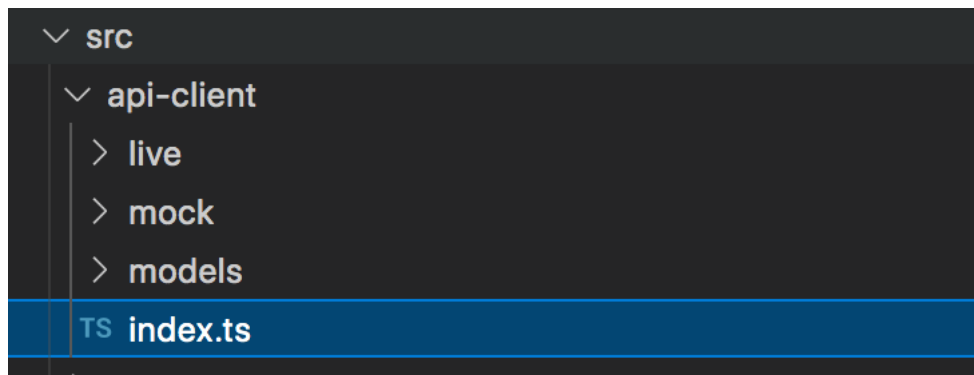 src
api-client
live
mock
models
TS index.ts